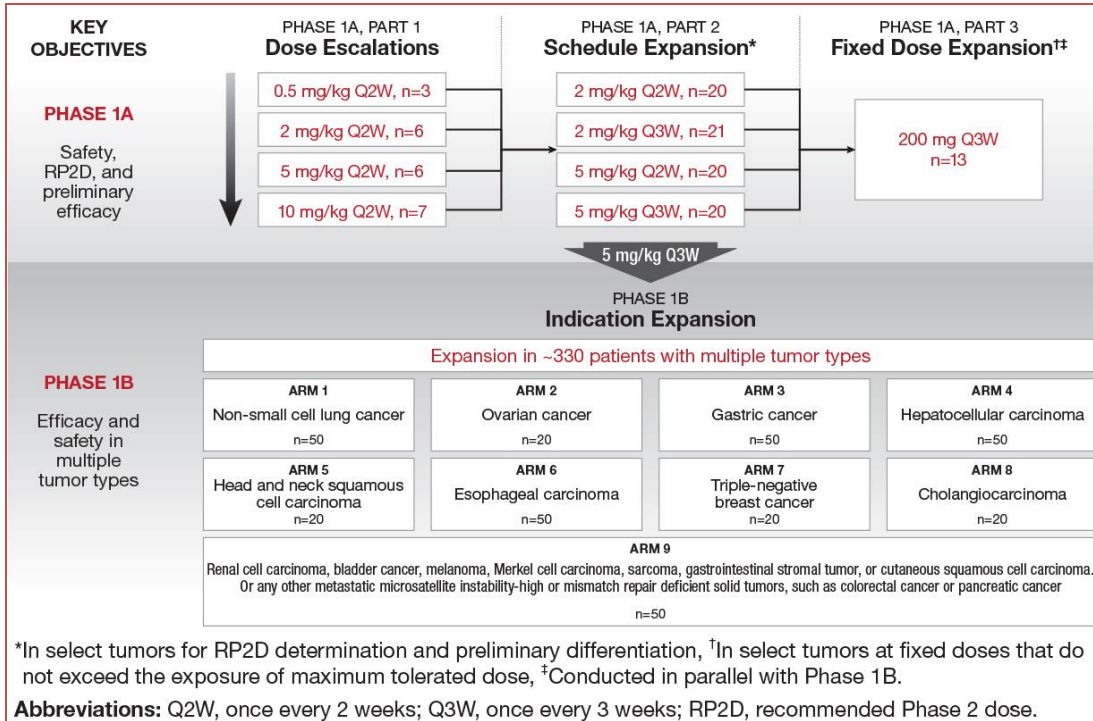 KEY OBJECTIVES
PHASE 1A, PART 1
Dose Escalations
PHASE 1A, PART 2
Schedule Expansion*
PHASE 1A, PART 3
Fixed Dose Expansion†‡
PHASE 1A
Safety,
RP2D, and
preliminary
efficacy
0.5 mg/kg Q2W, n=3
2 mg/kg Q2W, n=6
5 mg/kg Q2W, n=6
10 mg/kg Q2W, n=7
2 mg/kg Q2W, n=20
2 mg/kg Q3W, n=21
5 mg/kg Q2W, n=20
5 mg/kg Q3W, n=20
200 mg Q3W
n=13
5 mg/kg Q3W
PHASE 1B
Indication Expansion
PHASE 1B
Efficacy and
safety in
multiple
tumor types
Expansion in ~330 patients with multiple tumor types
ARM 1
Non-small cell lung cancer
n=50
ARM 2
Ovarian cancer
n=20
ARM 3
Gastric cancer
n=50
ARM 4
Hepatocellular carcinoma
n=50
ARM 5
Head and neck squamous
cell carcinoma
n=20
ARM 6
Esophageal carcinoma
n=50
ARM 7
Triple-negative
breast cancer
n=20
ARM 8
Cholangiocarcinoma
n=20
ARM 9
Renal cell carcinoma, bladder cancer, melanoma, Merkel cell carcinoma, sarcoma, gastrointestinal stromal tumor, or cutaneous squamous cell carcinoma.
Or any other metastatic microsatellite instability-high or mismatch repair deficient solid tumors, such as colorectal cancer or pancreatic cancer
n=50
*In select tumors for RP2D determination and preliminary differentiation, †In select tumors at fixed doses that do
not exceed the exposure of maximum tolerated dose, ‡Conducted in parallel with Phase 1B.
Abbreviations: Q2W, once every 2 weeks; Q3W, once every 3 weeks; RP2D, recommended Phase 2 dose.